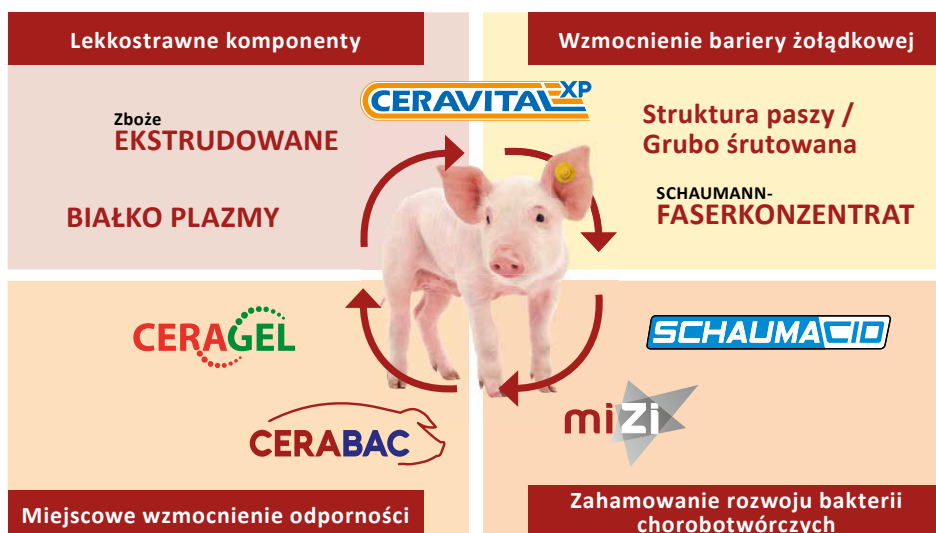 Lekkostrawne komponenty
Wzmocnienie bariery żołądkowej
CERAVITAL XP
Zboże
EKSTRUDOWANE
BIAŁKO PLAZMY
Struktura paszy /
Grubo śrutowana
SCHAUMANN-
FASERKONZENTRAT
CERAGEL
CERABAC
SCHAUMACID
miZi
Miejscowe wzmocnienie odporności
Zahamowanie rozwoju bakterii
chorobotwórczych